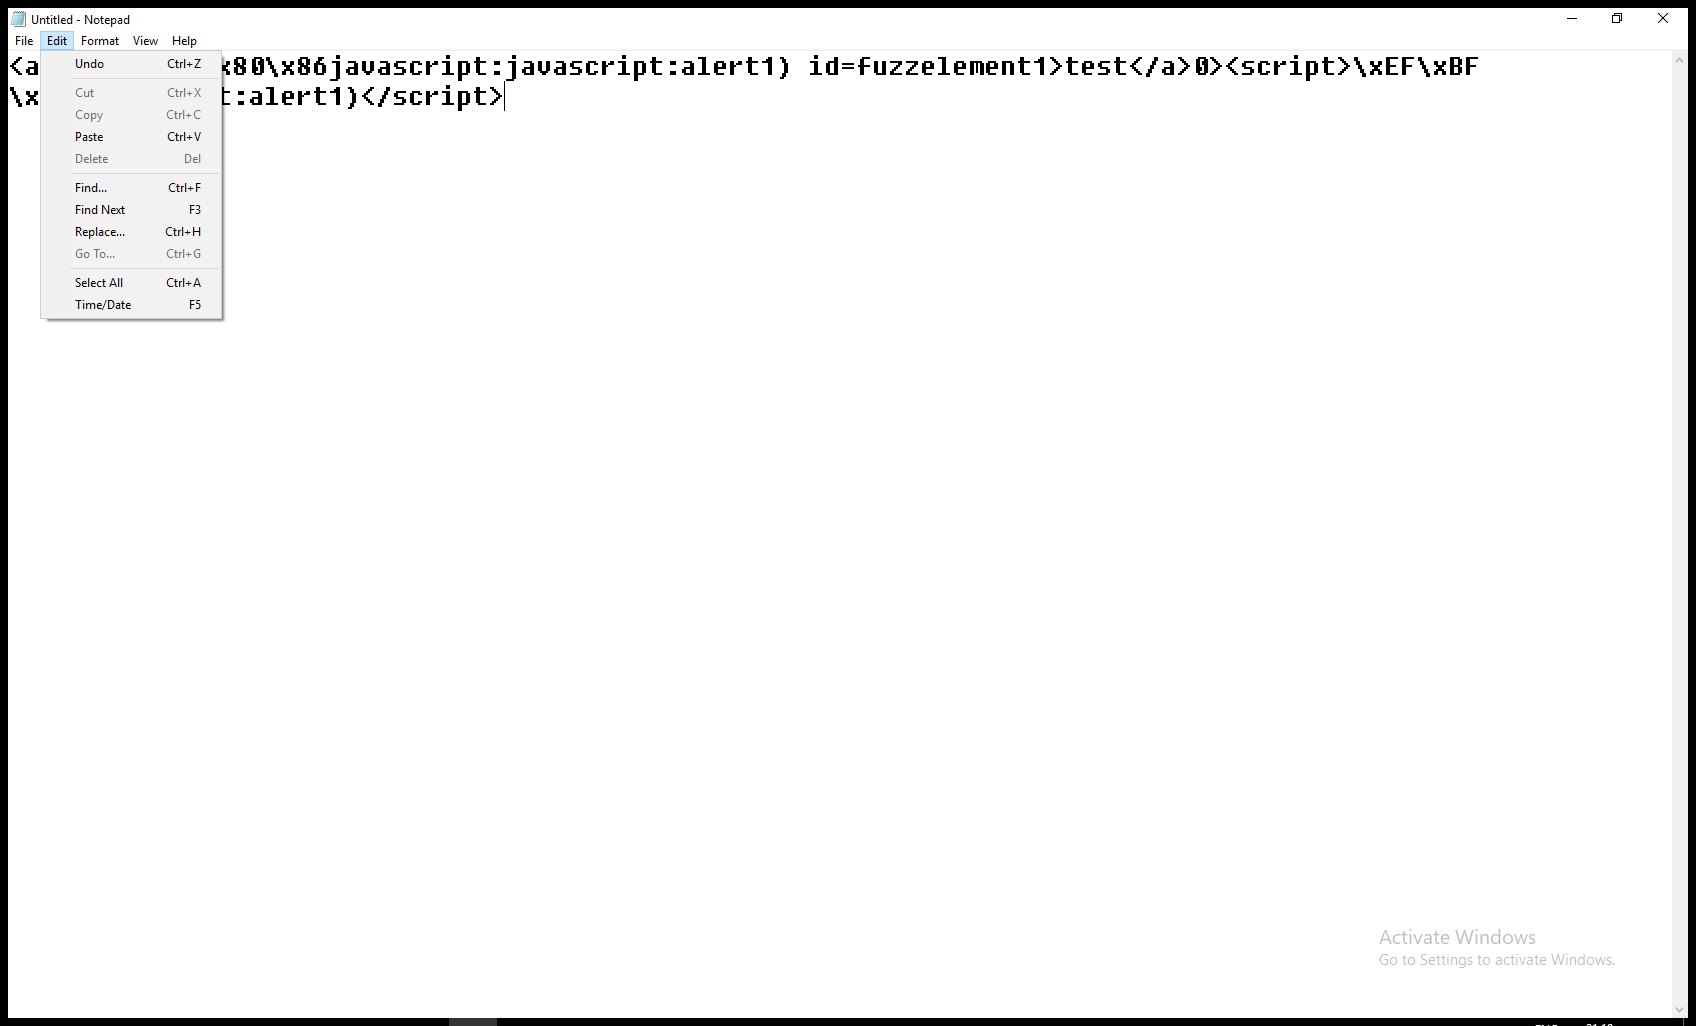 Untitled - Notepad
File Edit Format View Help
<a x80\x86javascript:javascript:alert1) id=fuzzelement1>test</a>0><script>\xEF\xBF
\x t:alert1)</script>
Undo Ctrl+Z
Cut Ctrl+X
Copy Ctrl+C
Paste Ctrl+V
Delete Del
Find... Ctrl+F
Find Next F3
Replace... Ctrl+H
Go To... Ctrl+G
Select All Ctrl+A
Time/Date F5
Activate Windows
Go to Settings to activate Windows.